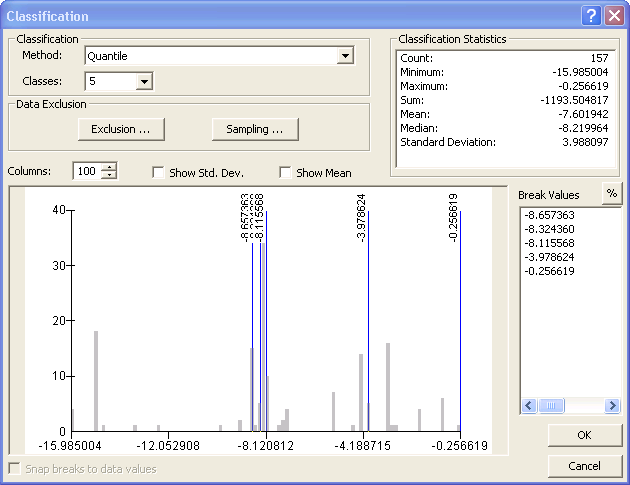 Classification
Classification
Method:
Quantile
Classes:
5
Data Exclusion
Exclusion ...
Sampling ...
Classification Statistics
Count: 157
Minimum: -15.985004
Maximum: -0.256619
Sum: -1193.504817
Mean: -7.601942
Median: -8.219964
Standard Deviation: 3.988097
Columns:
100
Show Std. Dev.
Show Mean
Break Values
%
-8.657363
-8.324360
-8.115568
-3.978624
-0.256619
40
30
20
10
0
-8.657363
-8.115568
-3.978624
-0.256619
-15.985004
-12.052908
-8.120812
-4.188715
-0.256619
Snap breaks to data values
OK
Cancel